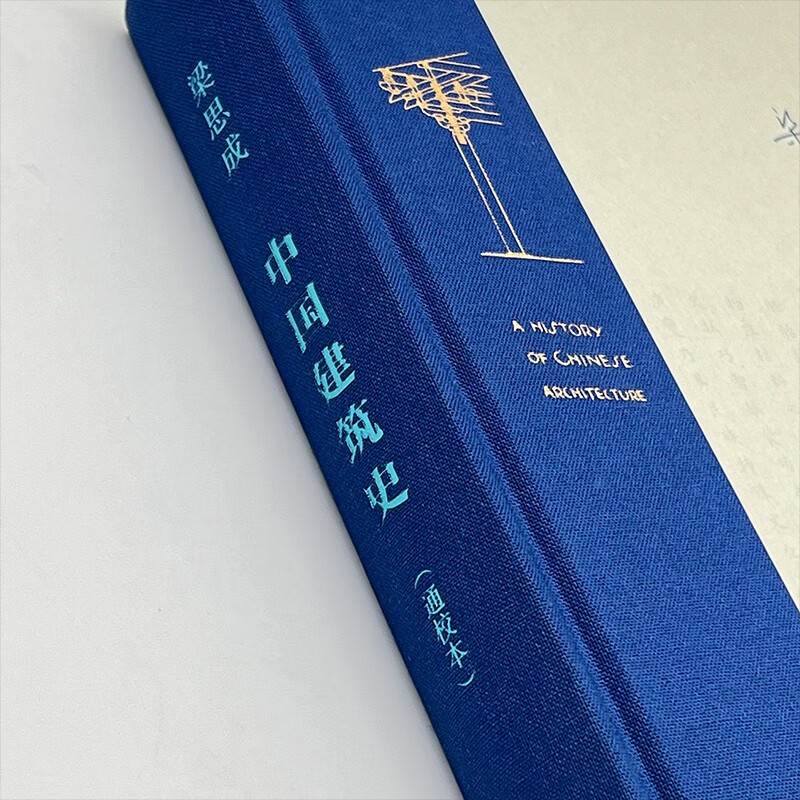 梁思成
中国建筑史
（通校本）
A HISTORY
OF CHINESE
ARCHITECTURE